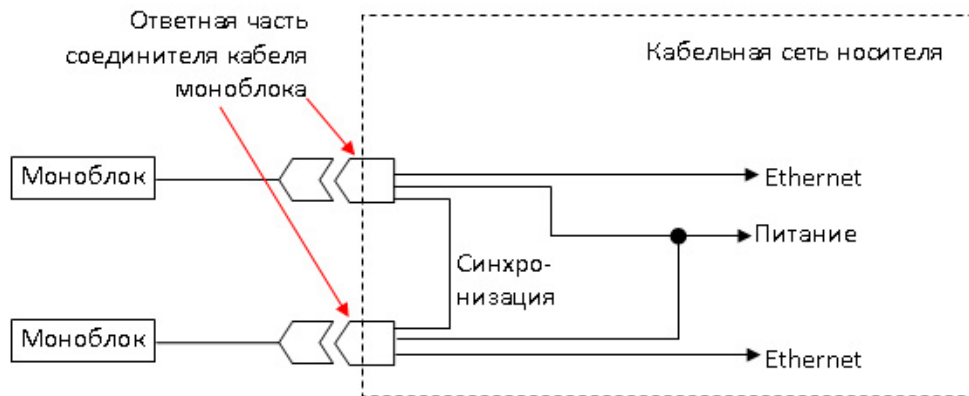 Ответная часть
соединителя кабеля
моноблока
Кабельная сеть носителя
Моноблок
Ethernet
Питание
Синхро-
низация
Моноблок
Ethernet